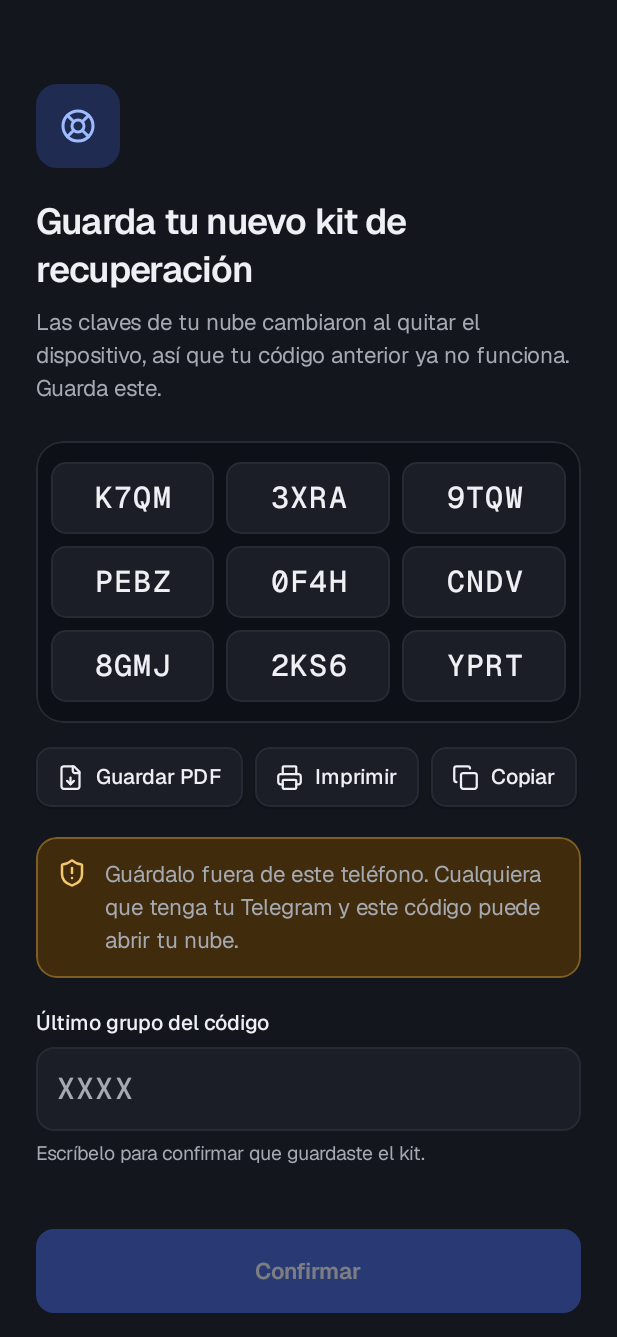 Guarda tu nuevo kit de
recuperación
Las claves de tu nube cambiaron al quitar el
dispositivo, así que tu código anterior ya no funciona.
Guarda este.
K7QM 3XRA 9TQW
PEBZ 0F4H CNDV
8GMJ 2KS6 YPRT
Guardar PDF Imprimir Copiar
Guárdalo fuera de este teléfono. Cualquiera
que tenga tu Telegram y este código puede
abrir tu nube.
Último grupo del código
XXXX
Escríbelo para confirmar que guardaste el kit.
Confirmar